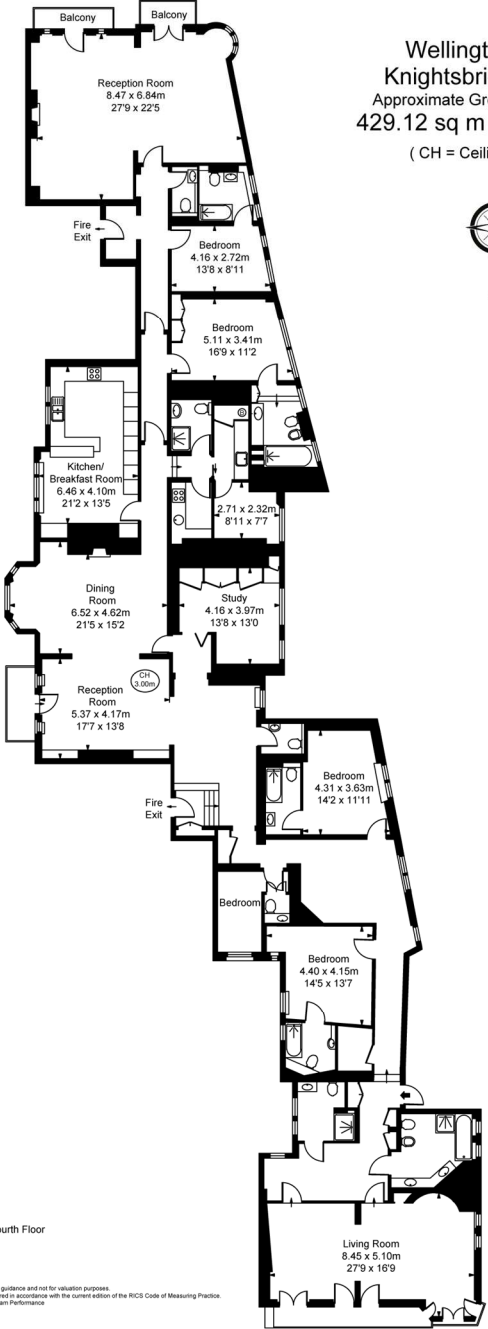 Balcony
Balcony
Reception Room
8.47 x 6.84m
27'9 x 22'5
Knightsbri
Approximate Gr
429.12 sq m
( CH = Ceili
Fire
Exit
Bedroom
4.16 x 2.72m
13'8 x 8'11
Bedroom
5.11 x 3.41m
16'9 x 11'2
Kitchen/
Breakfast Room
6.46 x 4.10m
21'2 x 13'5
2.71 x 2.32m
8'11 x 7'7
Dining
Room
6.52 x 4.62m
21'5 x 15'2
Study
4.16 x 3.97m
13'8 x 13'0
CH
3.00m
Reception
Room
5.37 x 4.17m
17'7 x 13'8
Bedroom
4.31 x 3.63m
14'2 x 11'11
Fire
Exit
Bedroom
Bedroom
4.40 x 4.15m
14'5 x 13'7
urth Floor
Living Room
8.45 x 5.10m
27'9 x 16'9
guidance and not for valuation purposes.
red in accordance with the current edition of the RICS Code of Measuring Practice.
am Performance